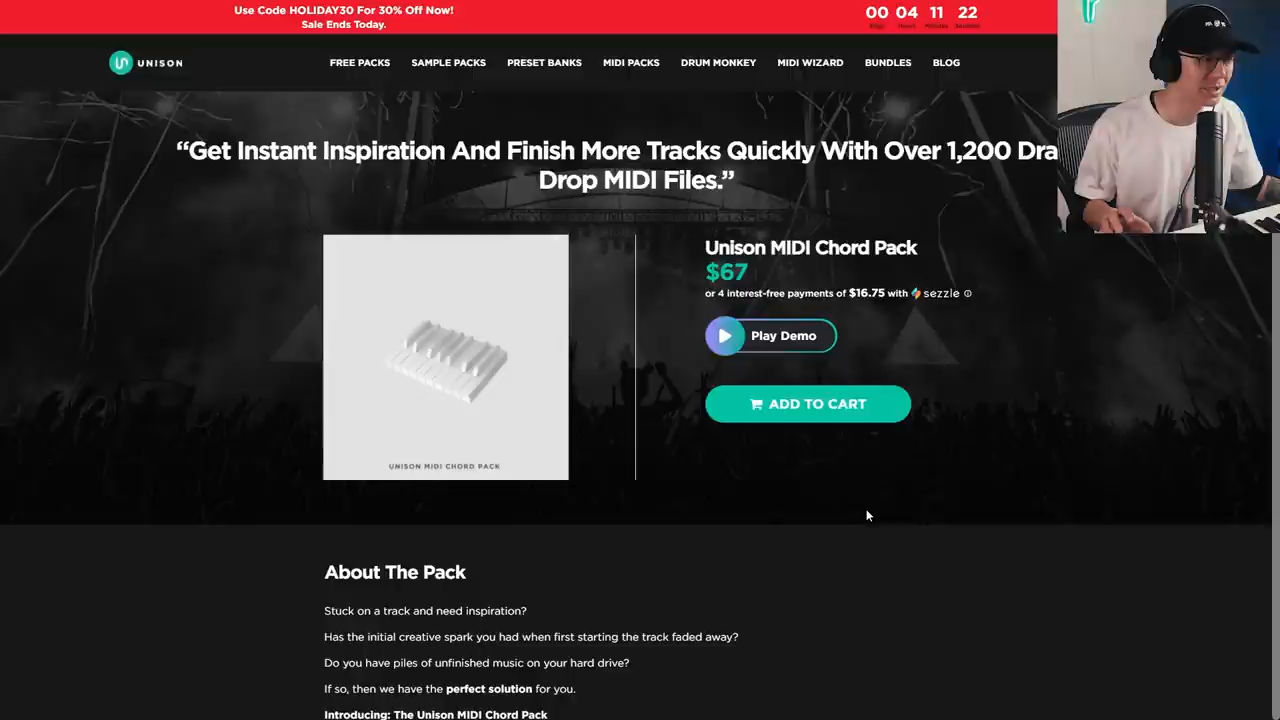 Use Code HOLIDAY30 For 30% Off Now!
Sale Ends Today.
00 04 11 22
Days Hours Minutes Seconds
UNISON
FREE PACKS SAMPLE PACKS PRESET BANKS MIDI PACKS DRUM MONKEY MIDI WIZARD BUNDLES BLOG
“Get Instant Inspiration And Finish More Tracks Quickly With Over 1,200 Dra
Drop MIDI Files.”
UNISON MIDI CHORD PACK
Unison MIDI Chord Pack
$67
or 4 interest-free payments of $16.75 with sezzle
Play Demo
ADD TO CART
About The Pack
Stuck on a track and need inspiration?
Has the initial creative spark you had when first starting the track faded away?
Do you have piles of unfinished music on your hard drive?
If so, then we have the perfect solution for you.
Introducing: The Unison MIDI Chord Pack